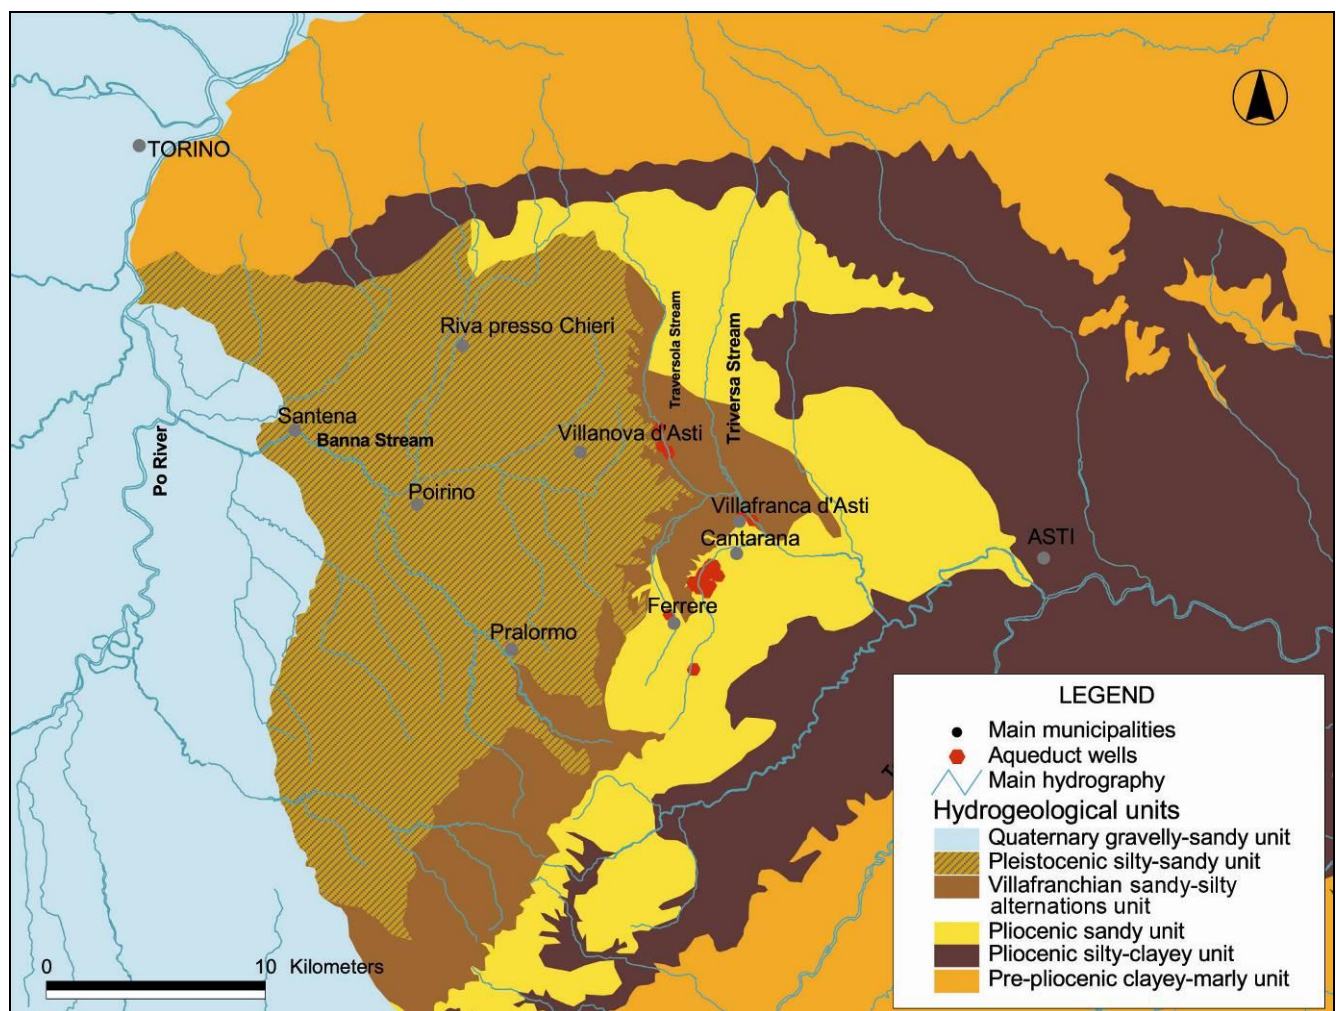 TORINO
Riva presso Chieri
Traversola Stream
Triversa Stream
Santena
Banna Stream
Villanova d'Asti
Po River
Poirino
Villafranca d'Asti
Cantarana
ASTI
Ferrere
Pralormo
LEGEND
Main municipalities
Aqueduct wells
Main hydrography
Hydrogeological units
Quaternary gravelly-sandy unit
Pleistocenic silty-sandy unit
Villafranchian sandy-silty
alternations unit
Pliocenic sandy unit
Pliocenic silty-clayey unit
Pre-pliocenic clayey-marly unit
0 10 Kilometers